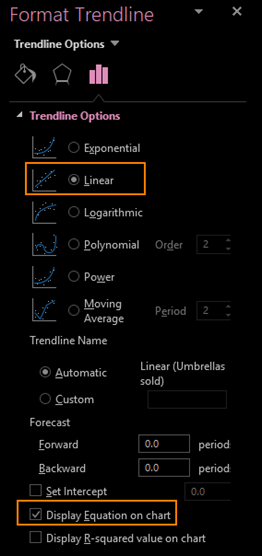 Format Trendline
Trendline Options
Trendline Options
Exponential
Linear
Logarithmic
Polynomial Order 2
Power
Moving Average Period 2
Trendline Name
Automatic Linear (Umbrellas sold)
Custom
Forecast
Forward 0.0 period
Backward 0.0 period
Set Intercept 0.0
Display Equation on chart
Display R-squared value on chart